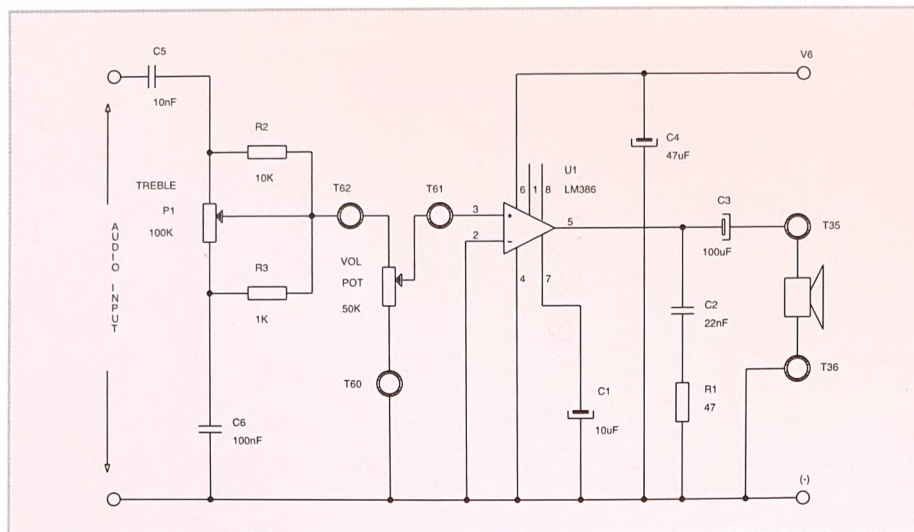 C5
10nF
V6
R2
10K
C4
47uF
U1
LM386
6 1 8
TREBLE
P1
100K
T62
T61
3
+
2
-
5
C3
100uF
T35
AUDIO INPUT
VOL
POT
50K
R3
1K
4
7
C2
22nF
T36
T60
R1
47
C1
10uF
C6
100nF
(-)